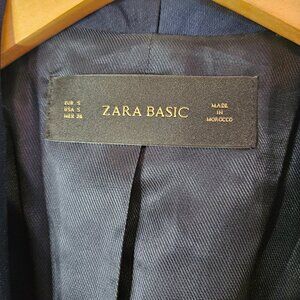 EUR S
USA S
MEX 26
ZARA BASIC
MADE
IN
MOROCCO